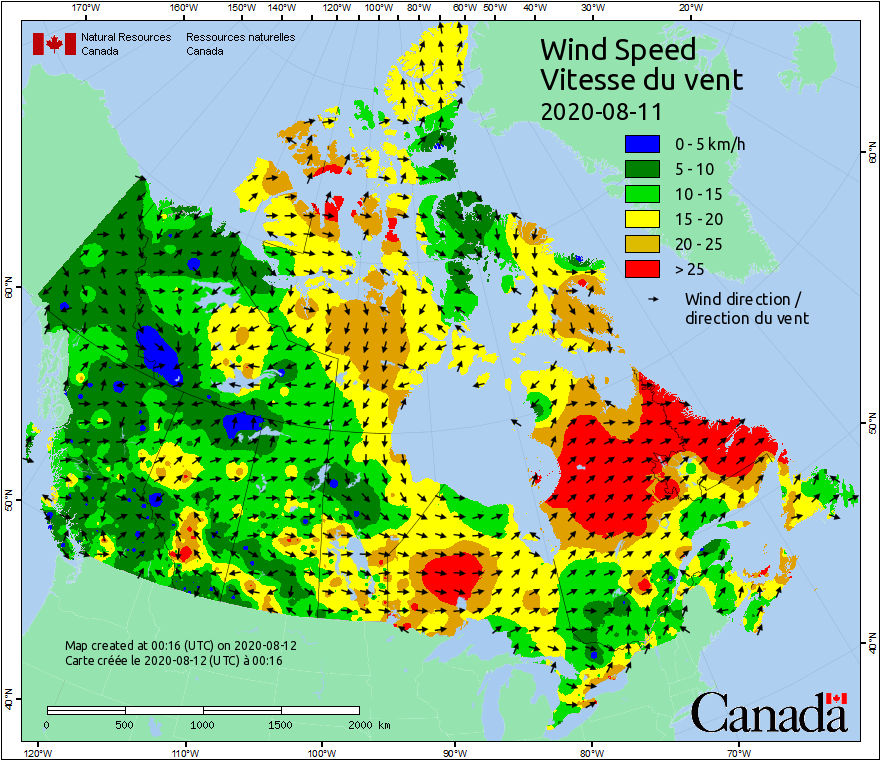 170°W 160°W 150°W 140°W 120°W 100°W 80°W 60°W 50°W 40°W 30°W 20°W
Natural Resources Ressources naturelles
Canada Canada
Wind Speed
Vitesse du vent
2020-08-11
0 - 5 km/h
5 - 10
10 - 15
15 - 20
20 - 25
> 25
Wind direction /
direction du vent
60°N 60°N
50°N 50°N
40°N 40°N
Map created at 00:16 (UTC) on 2020-08-12
Carte créée le 2020-08-12 (UTC) à 00:16
0 500 1000 1500 2000 km
Canada
120°W 110°W 100°W 90°W 80°W 70°W